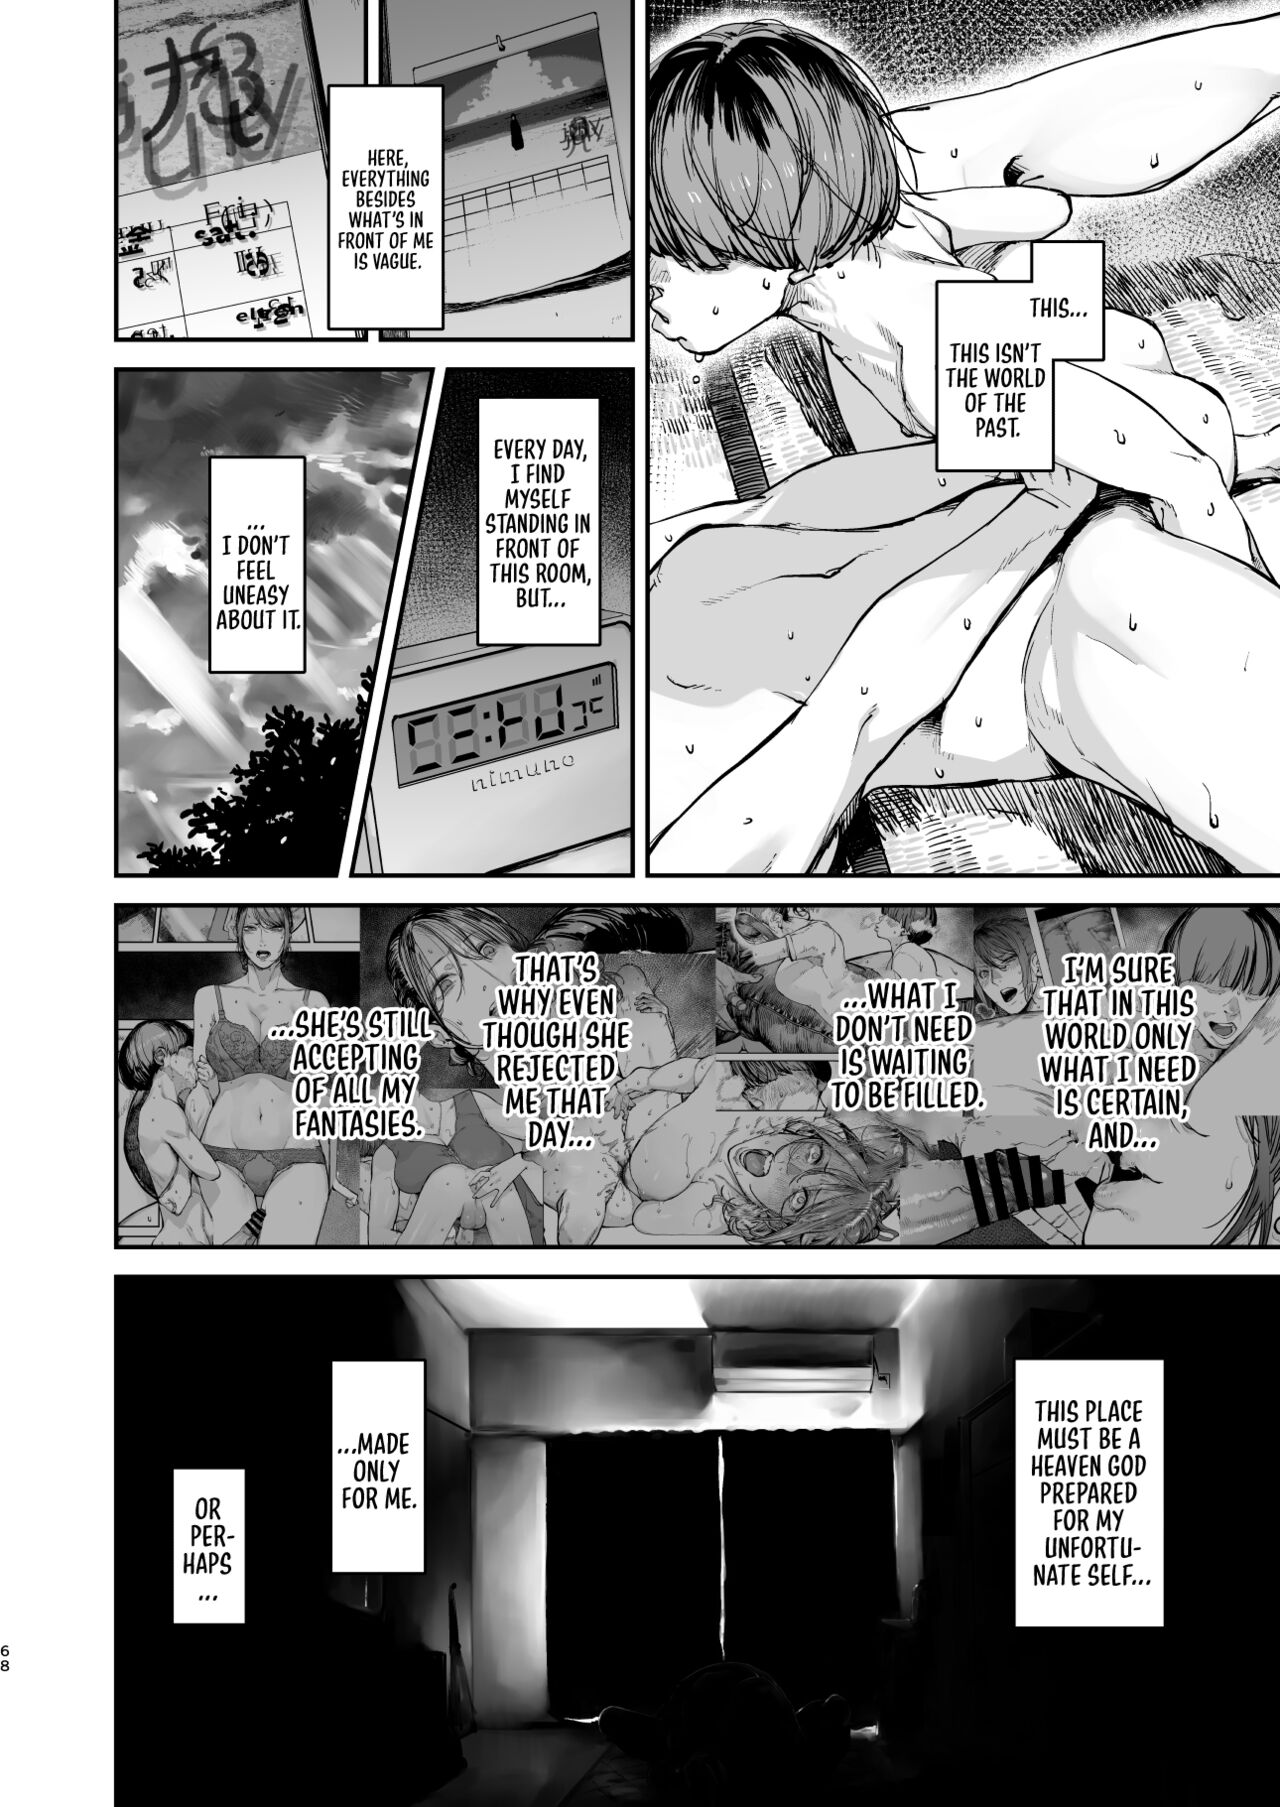 THIS...
THIS ISN'T
THE WORLD
OF THE
PAST.
HERE,
EVERYTHING
BESIDES
WHAT'S IN
FRONT OF ME
IS VAGUE.
EVERY DAY,
I FIND
MYSELF
STANDING IN
FRONT OF
THIS ROOM,
BUT...
nimuno
...
I DON'T
FEEL
UNEASY
ABOUT IT.
I'M SURE
THAT IN THIS
WORLD ONLY
WHAT I NEED
IS CERTAIN,
AND...
...WHAT I
DON'T NEED
IS WAITING
TO BE FILLED.
THAT'S
WHY EVEN
THOUGH SHE
REJECTED
ME THAT
DAY...
...SHE'S STILL
ACCEPTING
OF ALL MY
FANTASIES.
THIS PLACE
MUST BE A
HEAVEN GOD
PREPARED
FOR MY
UNFORTU-
NATE SELF...
...MADE
ONLY
FOR ME.
OR
PER-
HAPS
...
68